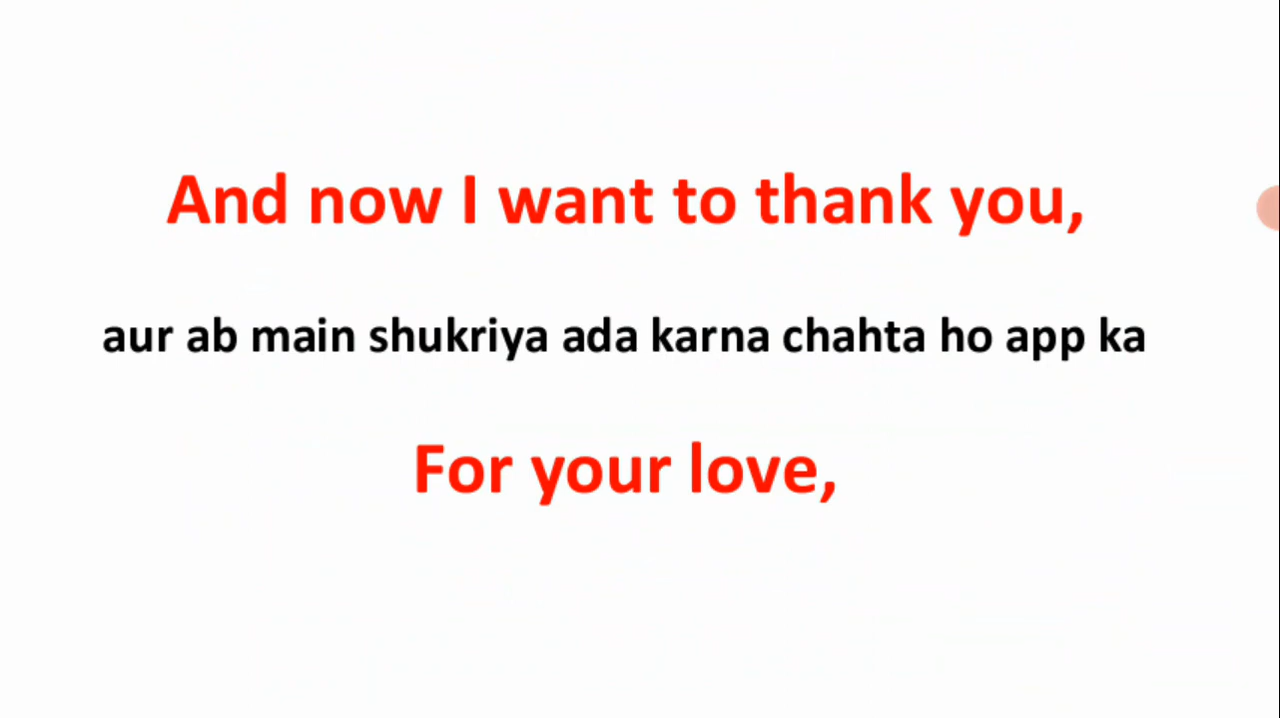 And now I want to thank you,
aur ab main shukriya ada karna chahta ho app ka
For your love,